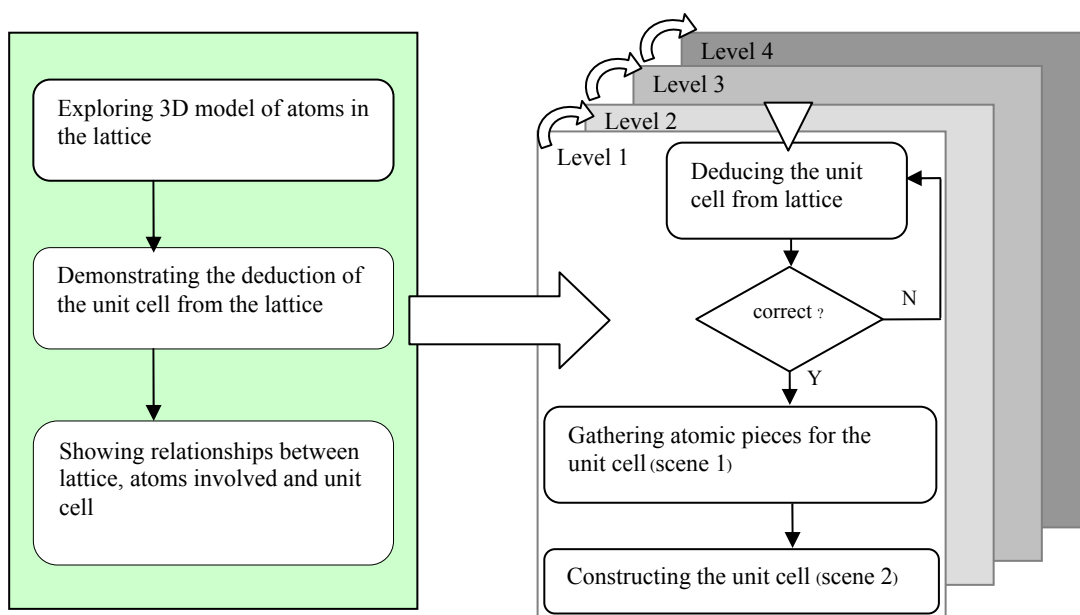 Exploring 3D model of atoms in
the lattice
Demonstrating the deduction of
the unit cell from the lattice
Showing relationships between
lattice, atoms involved and unit
cell
Level 4
Level 3
Level 2
Level 1
Deducing the unit
cell from lattice
correct ?
N
Y
Gathering atomic pieces for the
unit cell (scene 1)
Constructing the unit cell (scene 2)